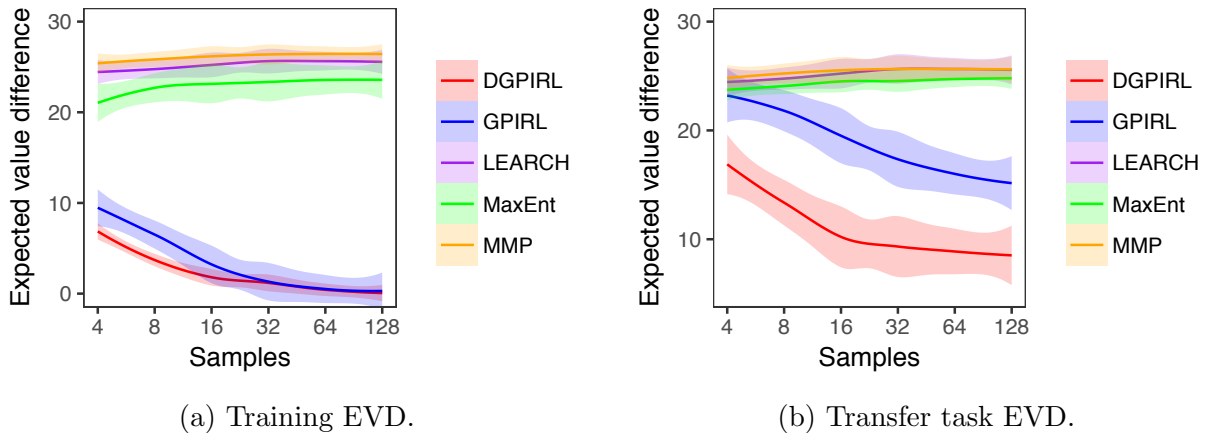 Expected value difference
30
20
10
0
4
8
16
32
64
128
Samples
DGPIRL
GPIRL
LEARCH
MaxEnt
MMP
(a) Training EVD.
Expected value difference
30
20
10
4
8
16
32
64
128
Samples
DGPIRL
GPIRL
LEARCH
MaxEnt
MMP
(b) Transfer task EVD.